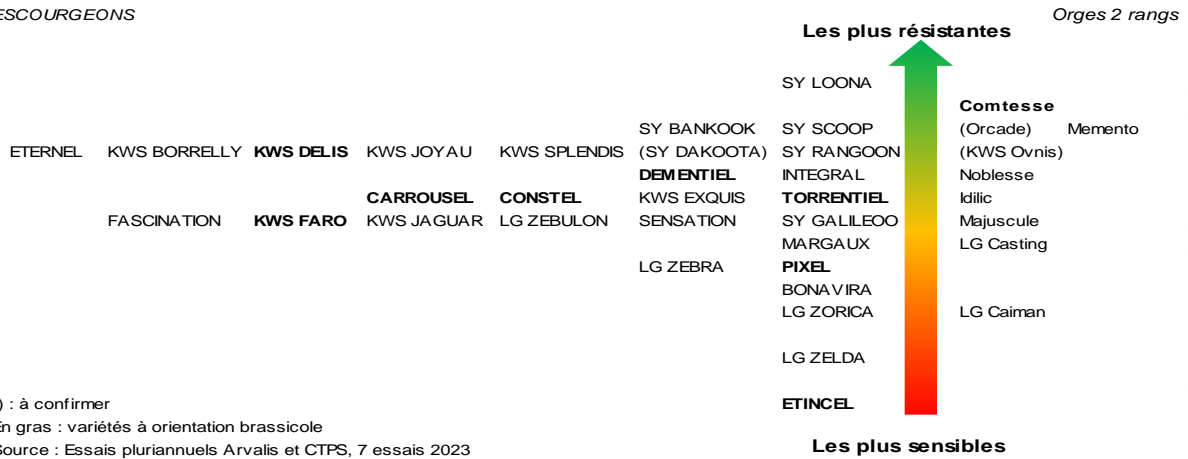 ESCOURGEONS Orges 2 rangs
Les plus résistantes
SY LOONA
Comtesse
SY BANKOOK SY SCOOP (Orcade) Memento
ETERNEL KWS BORRELLY KWS DELIS KWS JOYAU KWS SPLENDIS (SY DAKOOTA) SY RANGOON (KWS Ovnis)
DEMENTIEL INTEGRAL Noblesse
CARROUSEL CONSTEL KWS EXQUIS TORRENTIEL Idilic
FASCINATION KWS FARO KWS JAGUAR LG ZEBULON SENSATION SY GALILEOO Majuscule
MARGAUX LG Casting
LG ZEBRA PIXEL
BONAVIRA
LG ZORICA LG Caiman
LG ZELDA
) : à confirmer ETINCEL
En gras : variétés à orientation brassicole
Source : Essais pluriannuels Arvalis et CTPS, 7 essais 2023 Les plus sensibles